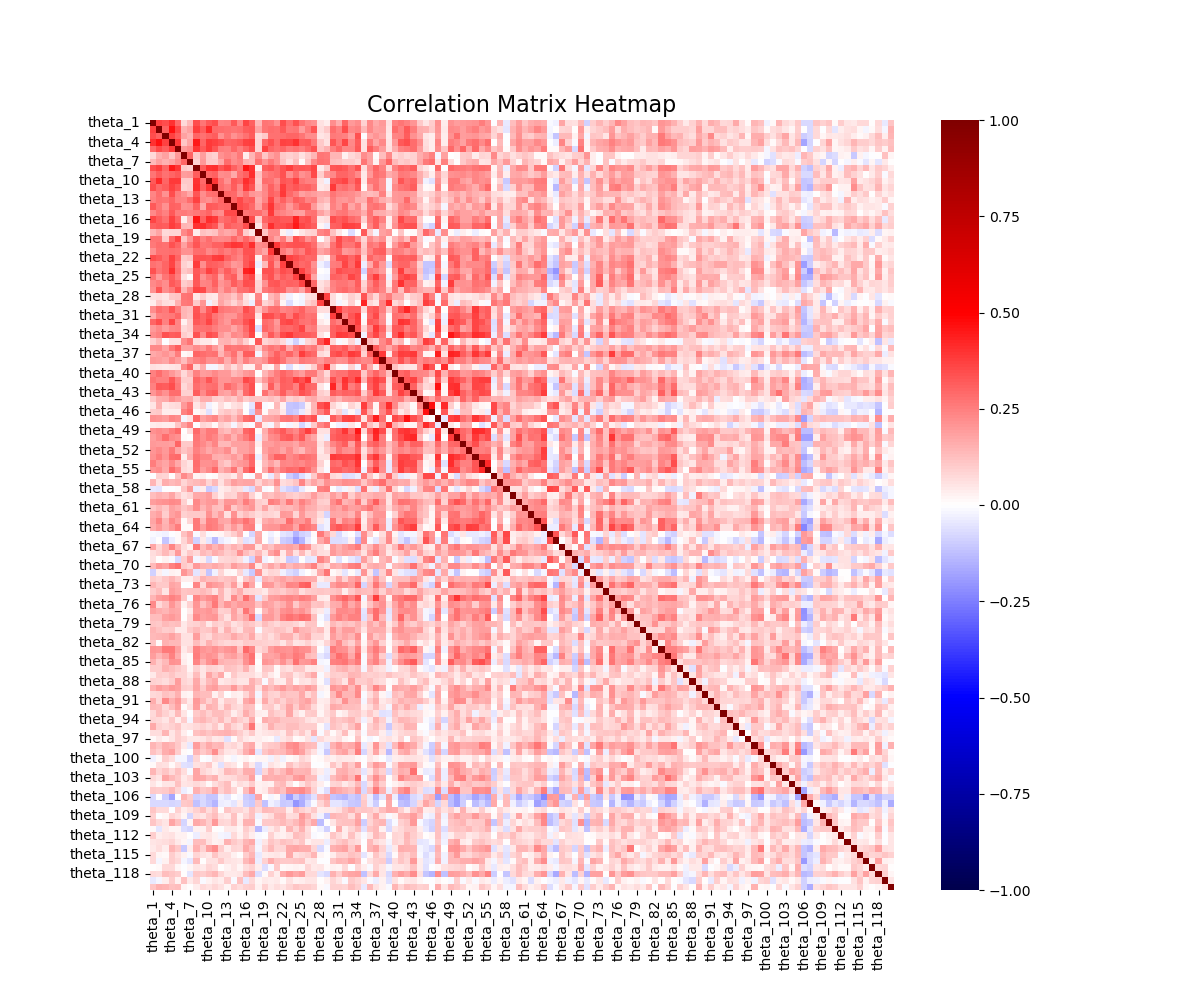 Correlation Matrix Heatmap
theta_1
theta_4
theta_7
theta_10
theta_13
theta_16
theta_19
theta_22
theta_25
theta_28
theta_31
theta_34
theta_37
theta_40
theta_43
theta_46
theta_49
theta_52
theta_55
theta_58
theta_61
theta_64
theta_67
theta_70
theta_73
theta_76
theta_79
theta_82
theta_85
theta_88
theta_91
theta_94
theta_97
theta_100
theta_103
theta_106
theta_109
theta_112
theta_115
theta_118
theta_1
theta_4
theta_7
theta_10
theta_13
theta_16
theta_19
theta_22
theta_25
theta_28
theta_31
theta_34
theta_37
theta_40
theta_43
theta_46
theta_49
theta_52
theta_55
theta_58
theta_61
theta_64
theta_67
theta_70
theta_73
theta_76
theta_79
theta_82
theta_85
theta_88
theta_91
theta_94
theta_97
theta_100
theta_103
theta_106
theta_109
theta_112
theta_115
theta_118
1.00
0.75
0.50
0.25
0.00
−0.25
−0.50
−0.75
−1.00